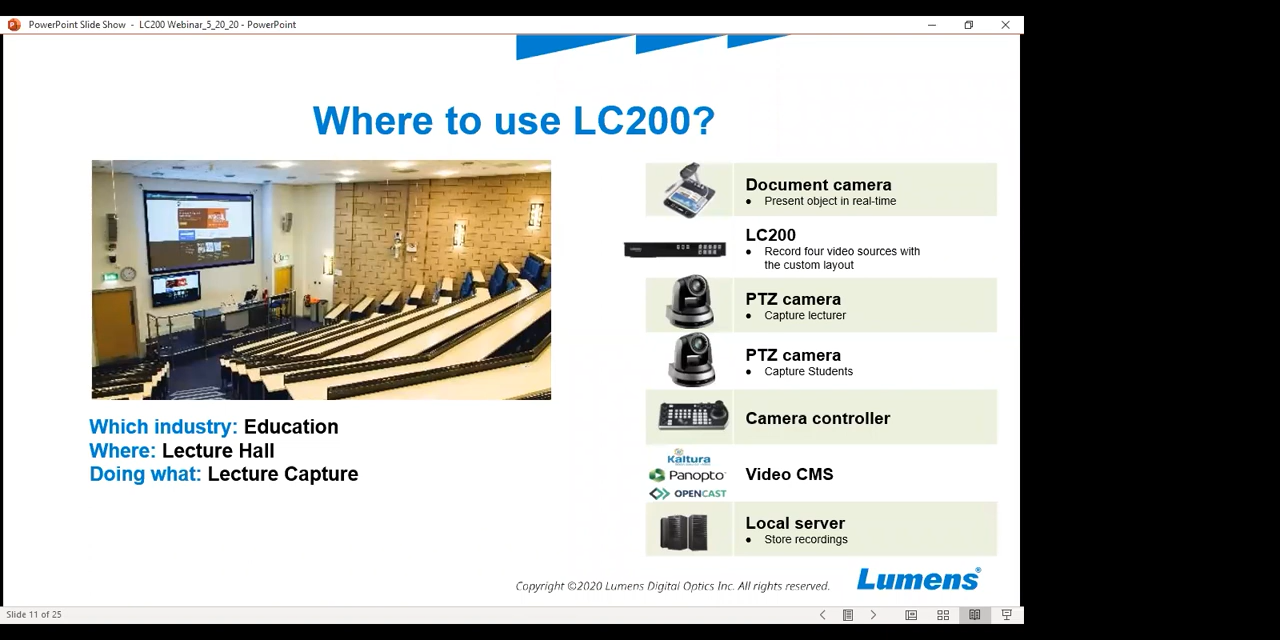 PowerPoint Slide Show - LC200 Webinar_5_20_20 - PowerPoint
Where to use LC200?
Which industry: Education
Where: Lecture Hall
Doing what: Lecture Capture
Document camera
• Present object in real-time
LC200
• Record four video sources with
the custom layout
PTZ camera
• Capture lecturer
PTZ camera
• Capture Students
Camera controller
Kaltura
Panopto
OPENCAST
Video CMS
Local server
• Store recordings
Copyright ©2020 Lumens Digital Optics Inc. All rights reserved.
Lumens®
Slide 11 of 25